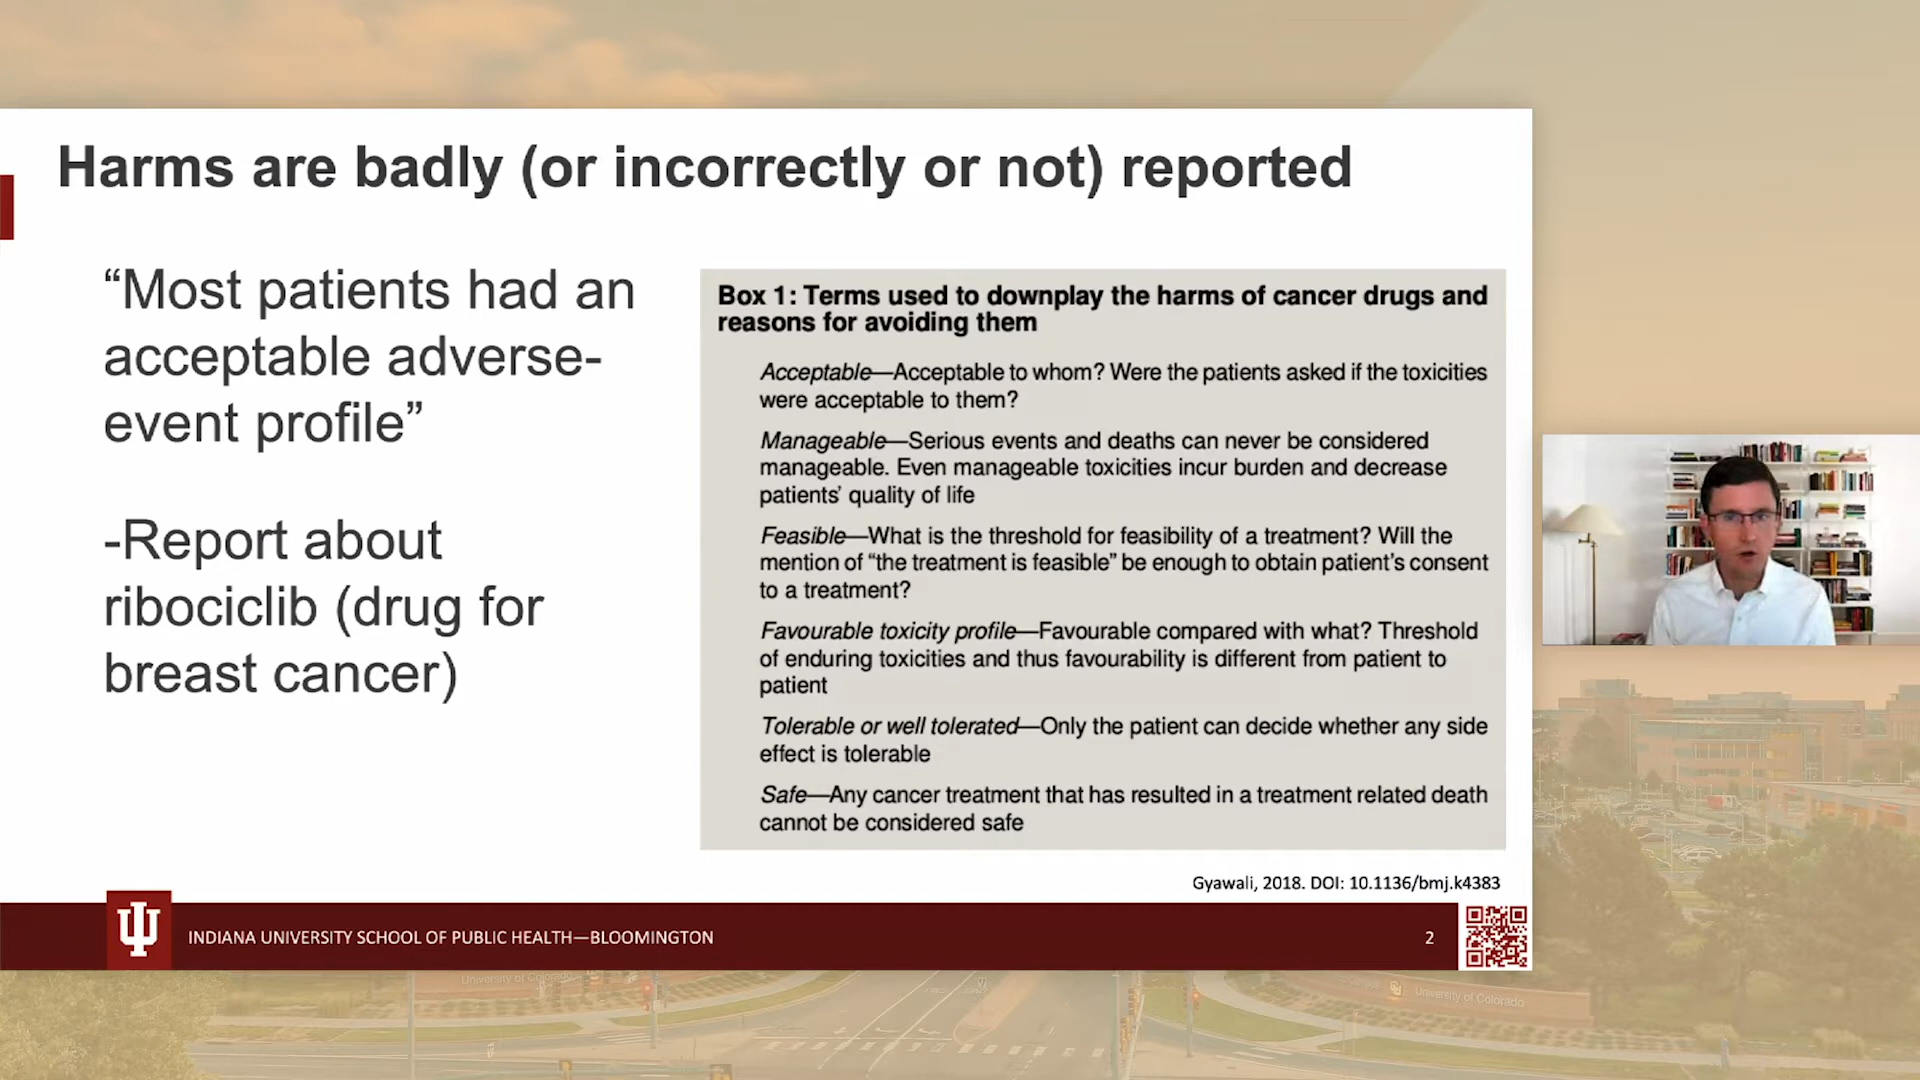 Harms are badly (or incorrectly or not) reported
“Most patients had an
acceptable adverse-
event profile”
-Report about
ribociclib (drug for
breast cancer)
Box 1: Terms used to downplay the harms of cancer drugs and
reasons for avoiding them
Acceptable—Acceptable to whom? Were the patients asked if the toxicities
were acceptable to them?
Manageable—Serious events and deaths can never be considered
manageable. Even manageable toxicities incur burden and decrease
patients’ quality of life
Feasible—What is the threshold for feasibility of a treatment? Will the
mention of “the treatment is feasible” be enough to obtain patient’s consent
to a treatment?
Favourable toxicity profile—Favourable compared with what? Threshold
of enduring toxicities and thus favourability is different from patient to
patient
Tolerable or well tolerated—Only the patient can decide whether any side
effect is tolerable
Safe—Any cancer treatment that has resulted in a treatment related death
cannot be considered safe
Gyawali, 2018. DOI: 10.1136/bmj.k4383
INDIANA UNIVERSITY SCHOOL OF PUBLIC HEALTH—BLOOMINGTON
2
University of Colorado
University of Colorado